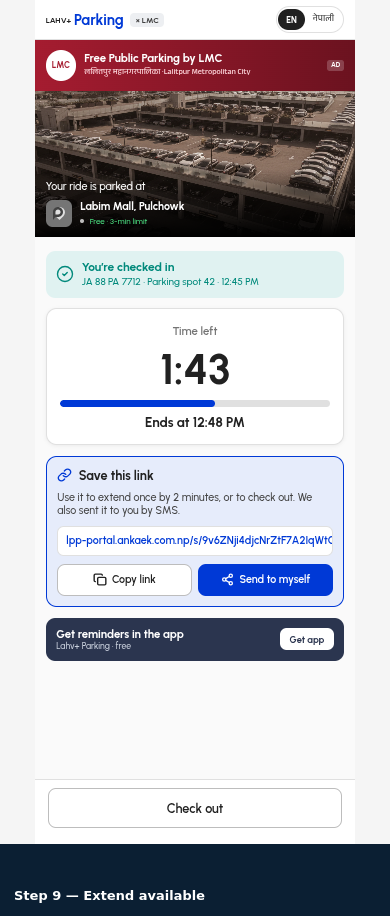 LAHV+ Parking × LMC EN नेपाली
LMC
Free Public Parking by LMC
ललितपुर महानगरपालिका · Lalitpur Metropolitan City
AD
Your ride is parked at
Labim Mall, Pulchowk
Free · 3-min limit
You're checked in
JA 88 PA 7712 · Parking spot 42 · 12:45 PM
Time left
1:43
Ends at 12:48 PM
Save this link
Use it to extend once by 2 minutes, or to check out. We
also sent it to you by SMS.
lpp-portal.ankaek.com.np/s/9v6ZNji4djcNrZtF7A2IqWtC
Copy link
Send to myself
Get reminders in the app
Lahv+ Parking · free
Get app
Check out
Step 9 — Extend available